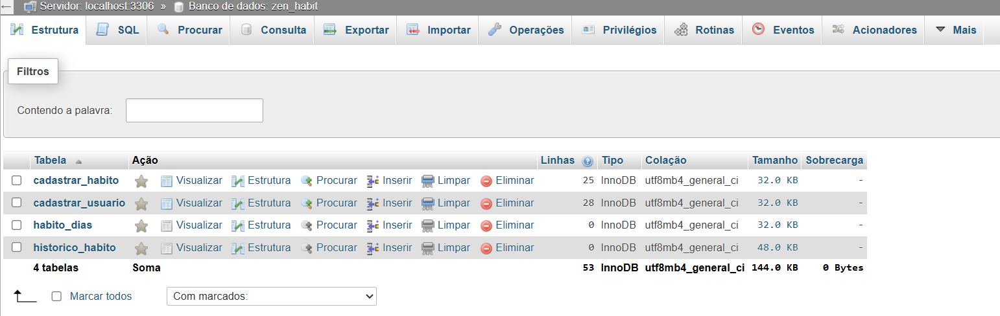 ← Servidor: localhost:3306 » Banco de dados: zen_habit
Estrutura SQL Procurar Consulta Exportar Importar Operações Privilégios Rotinas Eventos Acionadores Mais
Filtros
Contendo a palavra:
Tabela Ação Linhas Tipo Colação Tamanho Sobrecarga
cadastrar_habito Visualizar Estrutura Procurar Inserir Limpar Eliminar 25 InnoDB utf8mb4_general_ci 32.0 KB -
cadastrar_usuario Visualizar Estrutura Procurar Inserir Limpar Eliminar 28 InnoDB utf8mb4_general_ci 32.0 KB -
habito_dias Visualizar Estrutura Procurar Inserir Limpar Eliminar 0 InnoDB utf8mb4_general_ci 32.0 KB -
historico_habito Visualizar Estrutura Procurar Inserir Limpar Eliminar 0 InnoDB utf8mb4_general_ci 48.0 KB -
4 tabelas Soma 53 InnoDB utf8mb4_general_ci 144.0 KB 0 Bytes
Marcar todos Com marcados: